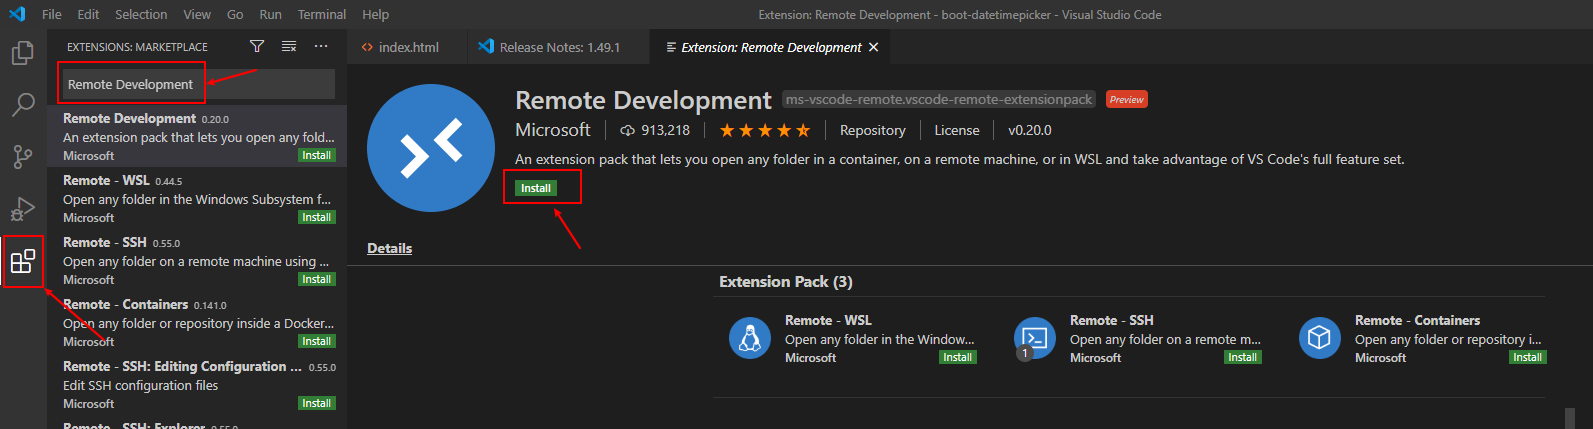 File Edit View Go Run Terminal Help
Extension: Remote Development - boot-datetimepicker - Visual Studio Code
EXTENSIONS: MARKETPLACE
index.html
Release Notes: 1.49.1
Extension: Remote Development
Remote Development
Remote Development 0.20.0
An extension pack that lets you open any fold...
Microsoft Install
Remote - WSL 0.44.5
Open any folder in the Windows Subsystem f...
Microsoft Install
Remote - SSH 0.55.0
Open any folder on a remote machine using ...
Microsoft Install
Remote - Containers 0.141.0
Open any folder or repository inside a Docker...
Microsoft Install
Remote - SSH: Editing Configuration ... 0.55.0
Edit SSH configuration files
Microsoft Install
Remote - SSH: Explorer 0.55.0
Remote Development ms-vscode-remote.vscode-remote-extensionpack Preview
Microsoft 913,218 Repository License v0.20.0
An extension pack that lets you open any folder in a container, on a remote machine, or in WSL and take advantage of VS Code's full feature set.
Install
Details
Extension Pack (3)
Remote - WSL
Open any folder in the Window...
Microsoft Install
1
Remote - SSH
Open any folder on a remote m...
Microsoft Install
Remote - Containers
Open any folder or repository i...
Microsoft Install